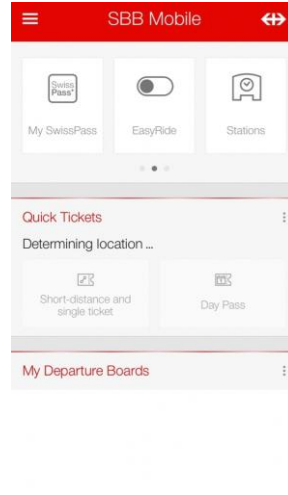 SBB Mobile
Swiss
Pass'
My SwissPass
EasyRide
Stations
Quick Tickets
Determining location ...
Short-distance and
single ticket
Day Pass
My Departure Boards